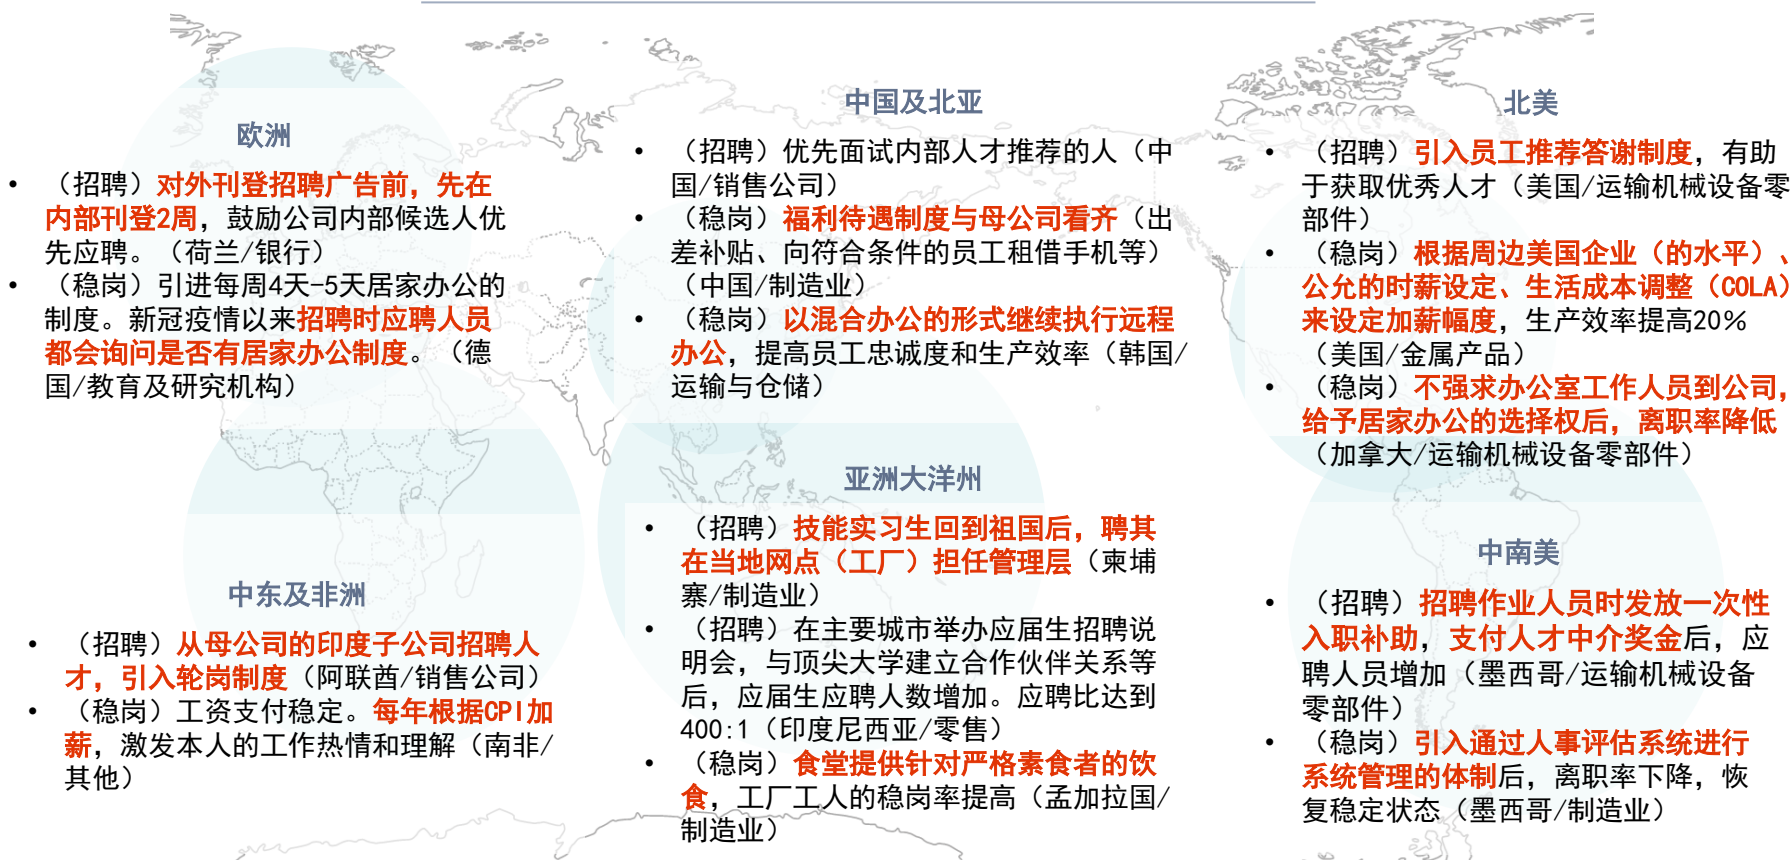 欧洲
• （招聘）对外刊登招聘广告前，先在
内部刊登2周，鼓励公司内部候选人优
先应聘。（荷兰/银行）
• （稳岗）引进每周4天-5天居家办公的
制度。新冠疫情以来招聘时应聘人员
都会询问是否有居家办公制度。（德
国/教育及研究机构）
中东及非洲
• （招聘）从母公司的印度子公司招聘人
才，引入轮岗制度（阿联酋/销售公司）
• （稳岗）工资支付稳定。每年根据CPI加
薪，激发本人的工作热情和理解（南非/
其他）
中国及北亚
• （招聘）优先面试内部人才推荐的人（中
国/销售公司）
• （稳岗）福利待遇制度与母公司看齐（出
差补贴、向符合条件的员工租借手机等）
（中国/制造业）
• （稳岗）以混合办公的形式继续执行远程
办公，提高员工忠诚度和生产效率（韩国/
运输与仓储）
亚洲大洋州
• （招聘）技能实习生回到祖国后，聘其
在当地网点（工厂）担任管理层（柬埔
寨/制造业）
• （招聘）在主要城市举办应届生招聘说
明会，与顶尖大学建立合作伙伴关系等
后，应届生应聘人数增加。应聘比达到
400:1（印度尼西亚/零售）
• （稳岗）食堂提供针对严格素食者的饮
食，工厂工人的稳岗率提高（孟加拉国/
制造业）
北美
• （招聘）引入员工推荐答谢制度，有助
于获取优秀人才（美国/运输机械设备零
部件）
• （稳岗）根据周边美国企业（的水平）、
公允的时薪设定、生活成本调整（COLA）
来设定加薪幅度，生产效率提高20％
（美国/金属产品）
• （稳岗）不强求办公室工作人员到公司，
给予居家办公的选择权后，离职率降低
（加拿大/运输机械设备零部件）
中南美
• （招聘）招聘作业人员时发放一次性
入职补助，支付人才中介奖金后，应
聘人员增加（墨西哥/运输机械设备
零部件）
• （稳岗）引入通过人事评估系统进行
系统管理的体制后，离职率下降，恢
复稳定状态（墨西哥/制造业）